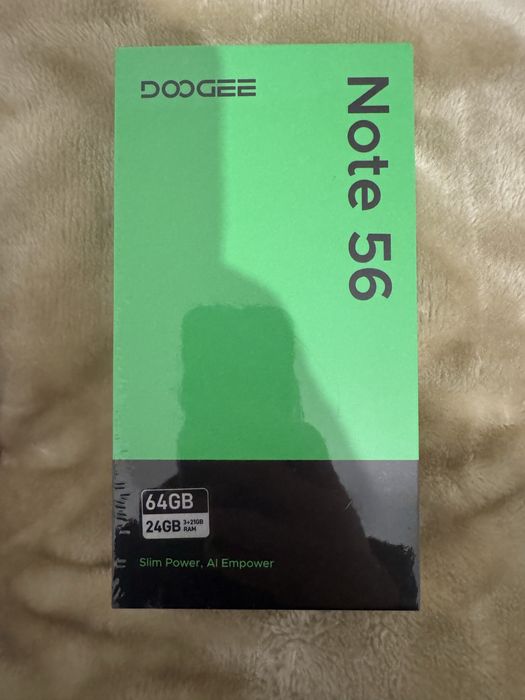 DOOGEE
Note 56
64GB
24GB 3+21GB
RAM
Slim Power, AI Empower